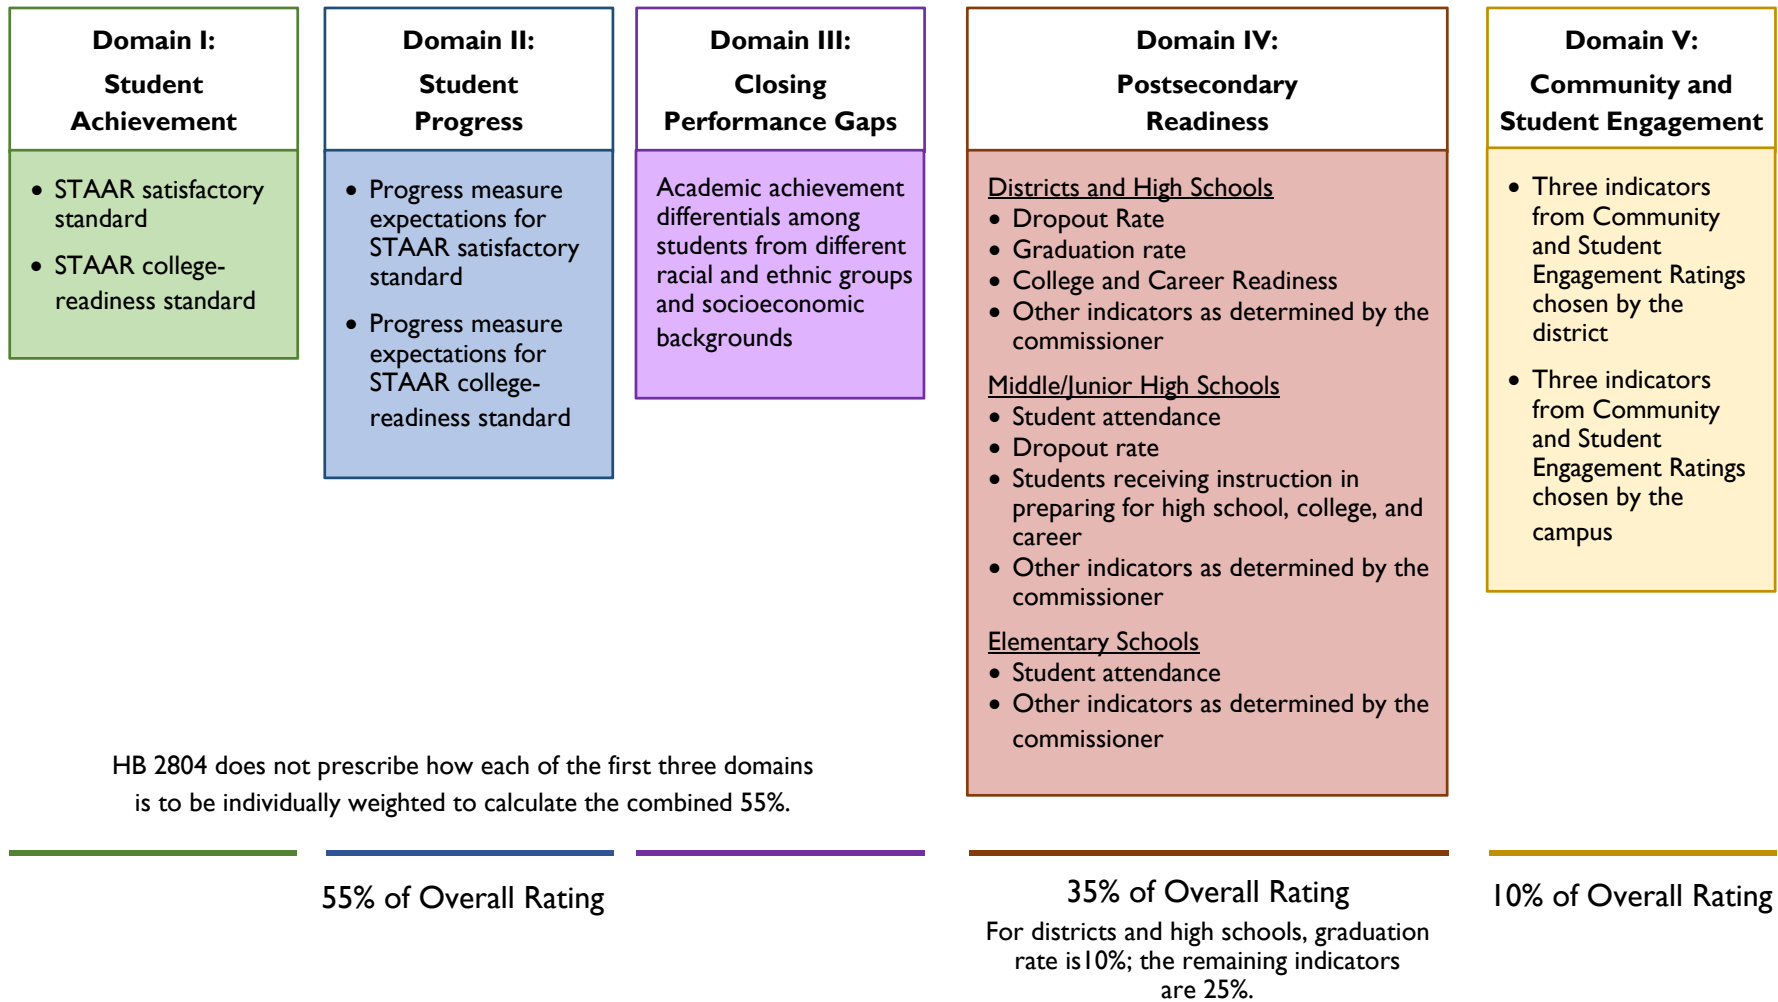 Domain I:
Student
Achievement
• STAAR satisfactory
standard
• STAAR college-
readiness standard
Domain II:
Student
Progress
• Progress measure
expectations for
STAAR satisfactory
standard
• Progress measure
expectations for
STAAR college-
readiness standard
Domain III:
Closing
Performance Gaps
Academic achievement
differentials among
students from different
racial and ethnic groups
and socioeconomic
backgrounds
HB 2804 does not prescribe how each of the first three domains
is to be individually weighted to calculate the combined 55%.
55% of Overall Rating
Domain IV:
Postsecondary
Readiness
Districts and High Schools
• Dropout Rate
• Graduation rate
• College and Career Readiness
• Other indicators as determined by the
commissioner
Middle/Junior High Schools
• Student attendance
• Dropout rate
• Students receiving instruction in
preparing for high school, college, and
career
• Other indicators as determined by the
commissioner
Elementary Schools
• Student attendance
• Other indicators as determined by the
commissioner
35% of Overall Rating
For districts and high schools, graduation
rate is10%; the remaining indicators
are 25%.
Domain V:
Community and
Student Engagement
• Three indicators
from Community
and Student
Engagement Ratings
chosen by the
district
• Three indicators
from Community
and Student
Engagement Ratings
chosen by the
campus
10% of Overall Rating